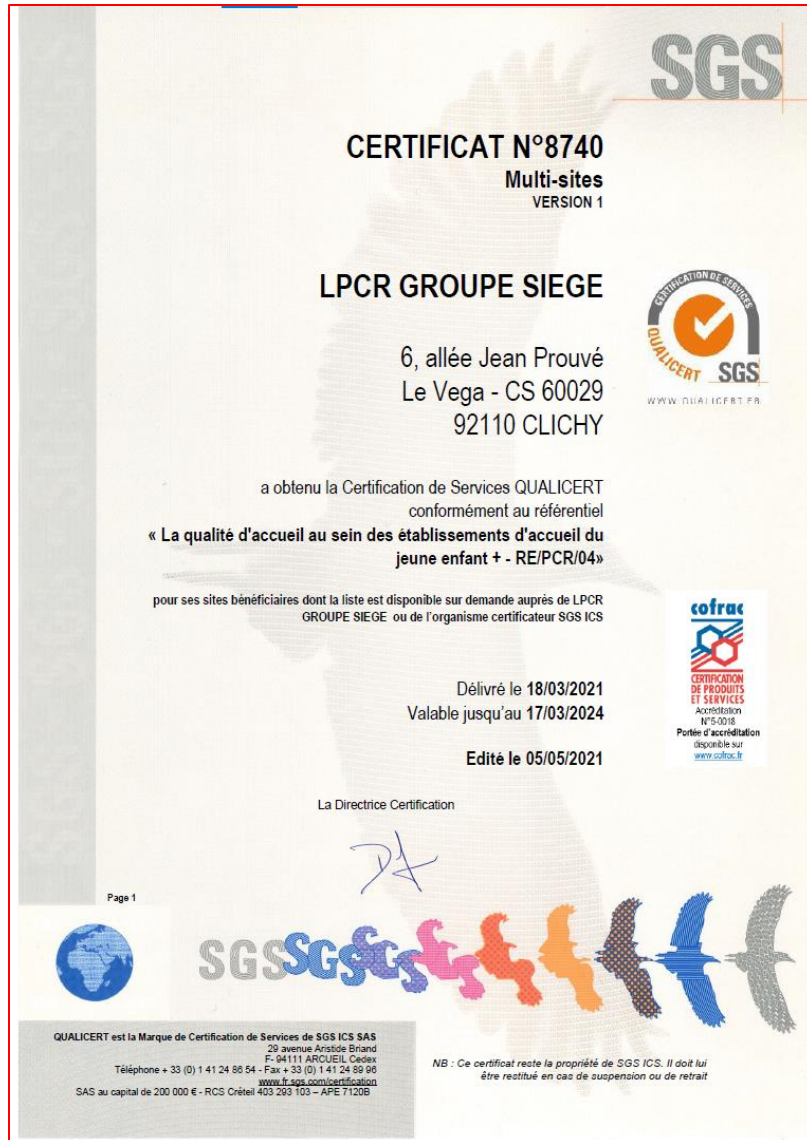 SGS
CERTIFICAT N°8740
Multi-sites
VERSION 1
LPCR GROUPE SIEGE
CERTIFICATION DE SERVICES
QUALICERT SGS
WWW.QUALICERT.FR
6, allée Jean Prouvé
Le Vega - CS 60029
92110 CLICHY
a obtenu la Certification de Services QUALICERT
conformément au référentiel
« La qualité d'accueil au sein des établissements d'accueil du
jeune enfant + - RE/PCR/04»
pour ses sites bénéficiaires dont la liste est disponible sur demande auprès de LPCR
GROUPE SIEGE ou de l'organisme certificateur SGS ICS
cofrac
CERTIFICATION
DE PRODUITS
ET SERVICES
Accréditation
N°5-0018
Portée d'accréditation
disponible sur
www.cofrac.fr
Délivré le 18/03/2021
Valable jusqu'au 17/03/2024
Edité le 05/05/2021
La Directrice Certification
Page 1
SGS SGS SGS
QUALICERT est la Marque de Certification de Services de SGS ICS SAS
29 avenue Aristide Briand
F- 94111 ARCUEIL Cedex
Téléphone + 33 (0) 1 41 24 86 54 - Fax + 33 (0) 1 41 24 89 96
www.fr.sgs.com/certification
SAS au capital de 200 000 € - RCS Créteil 403 293 103 – APE 7120B
NB : Ce certificat reste la propriété de SGS ICS. Il doit lui
être restitué en cas de suspension ou de retrait